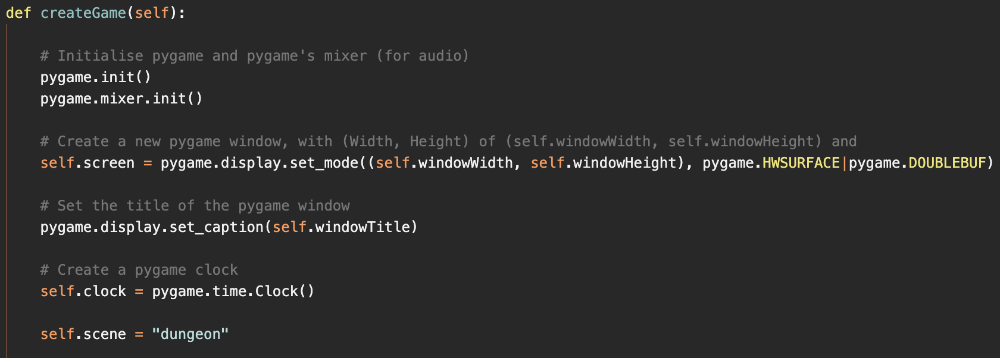 def createGame(self):
# Initialise pygame and pygame's mixer (for audio)
pygame.init()
pygame.mixer.init()
# Create a new pygame window, with (Width, Height) of (self.windowWidth, self.windowHeight) and
self.screen = pygame.display.set_mode((self.windowWidth, self.windowHeight), pygame.HWSURFACE|pygame.DOUBLEBUF)
# Set the title of the pygame window
pygame.display.set_caption(self.windowTitle)
# Create a pygame clock
self.clock = pygame.time.Clock()
self.scene = "dungeon"